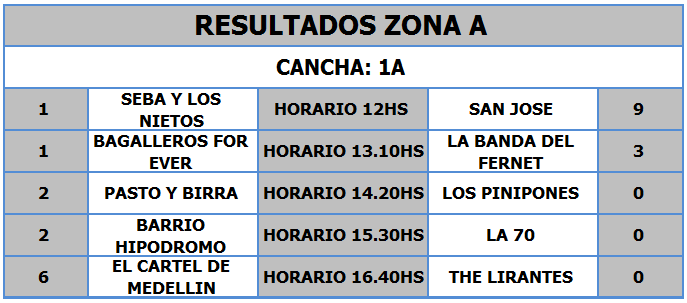 RESULTADOS ZONA A
CANCHA: 1A
1 SEBA Y LOS NIETOS HORARIO 12HS SAN JOSE 9
1 BAGALLEROS FOR EVER HORARIO 13.10HS LA BANDA DEL FERNET 3
2 PASTO Y BIRRA HORARIO 14.20HS LOS PINIPONES 0
2 BARRIO HIPODROMO HORARIO 15.30HS LA 70 0
6 EL CARTEL DE MEDELLIN HORARIO 16.40HS THE LIRANTES 0